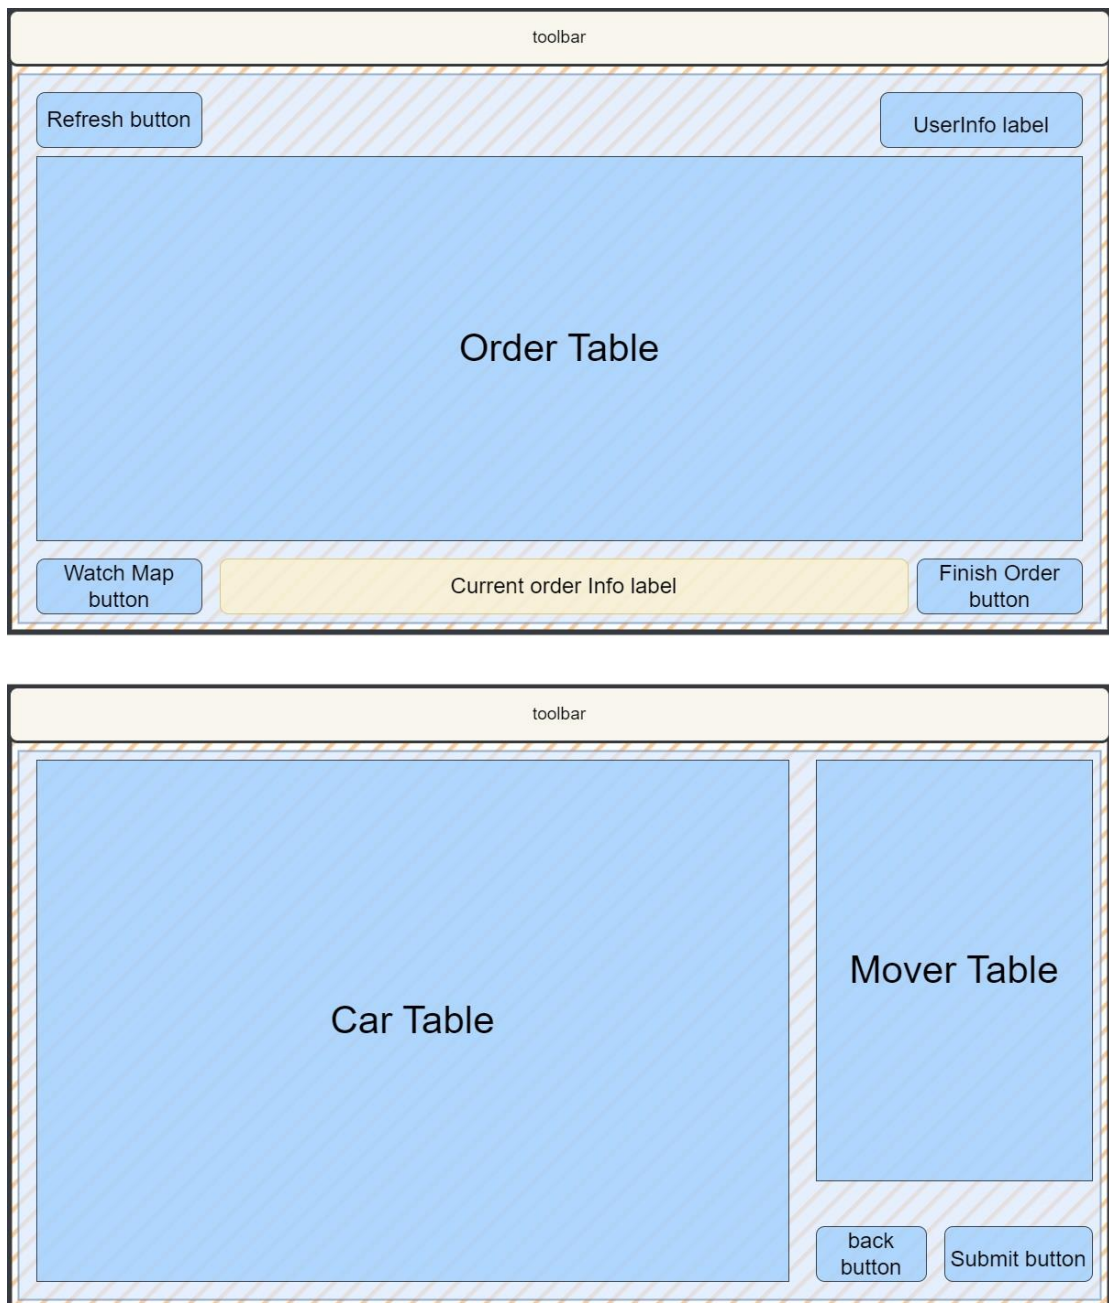 toolbar
Refresh button
UserInfo label
Order Table
Watch Map
button
Current order Info label
Finish Order
button
toolbar
Car Table
Mover Table
back
button
Submit button